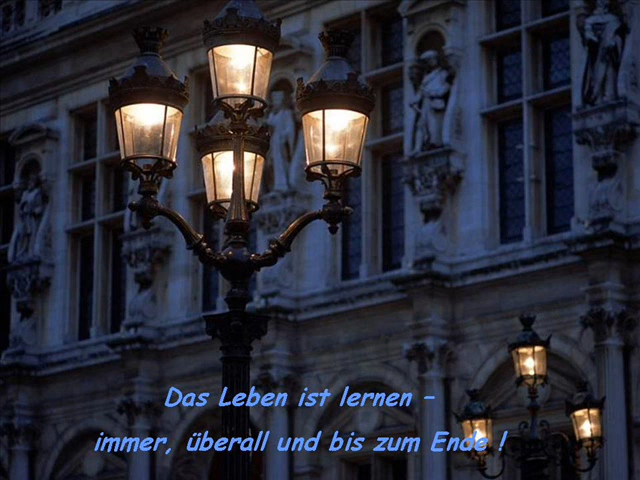 Das Leben ist lernen –
immer, überall und bis zum Ende !